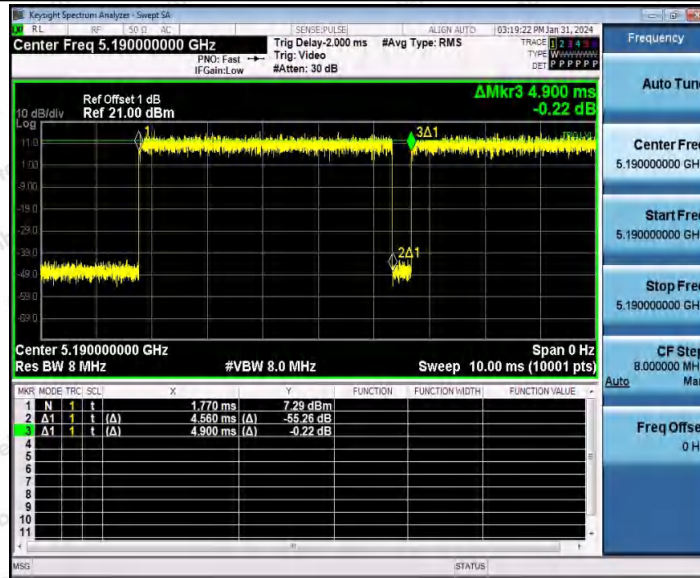 Keysight Spectrum Analyzer - Swept SA
RL RF 50 Ω AC SENSE:PULSE ALIGN AUTO 03:19:22 PM Jan 31, 2024
Center Freq 5.190000000 GHz
PNO: Fast
IFGain:Low
Trig Delay-2.000 ms
Trig: Video
#Atten: 30 dB
#Avg Type: RMS
TRACE 1 2 3 4 5 6
TYPE W
DET P P P P P P
Frequency
Auto Tune
Center Freq
5.190000000 GH
Start Freq
5.190000000 GH
Stop Freq
5.190000000 GH
CF Step
8.000000 MH
Auto Ma
Freq Offse
0 H
ΔMkr3 4.900 ms
-0.22 dB
Ref Offset 1 dB
10 dB/div Ref 21.00 dBm
Log
11.0
1.00
-9.00
-19.0
-29.0
-39.0
-49.0
-59.0
-69.0
1
3Δ1
2Δ1
Center 5.190000000 GHz Span 0 Hz
Res BW 8 MHz #VBW 8.0 MHz Sweep 10.00 ms (10001 pts)
MKR MODE TRC SCL X Y FUNCTION FUNCTION WIDTH FUNCTION VALUE
1 N 1 t 1.770 ms 7.29 dBm
2 Δ1 1 t (Δ) 4.560 ms (Δ) -55.26 dB
3 Δ1 1 t (Δ) 4.900 ms (Δ) -0.22 dB
4
5
6
7
8
9
10
11
MSG STATUS